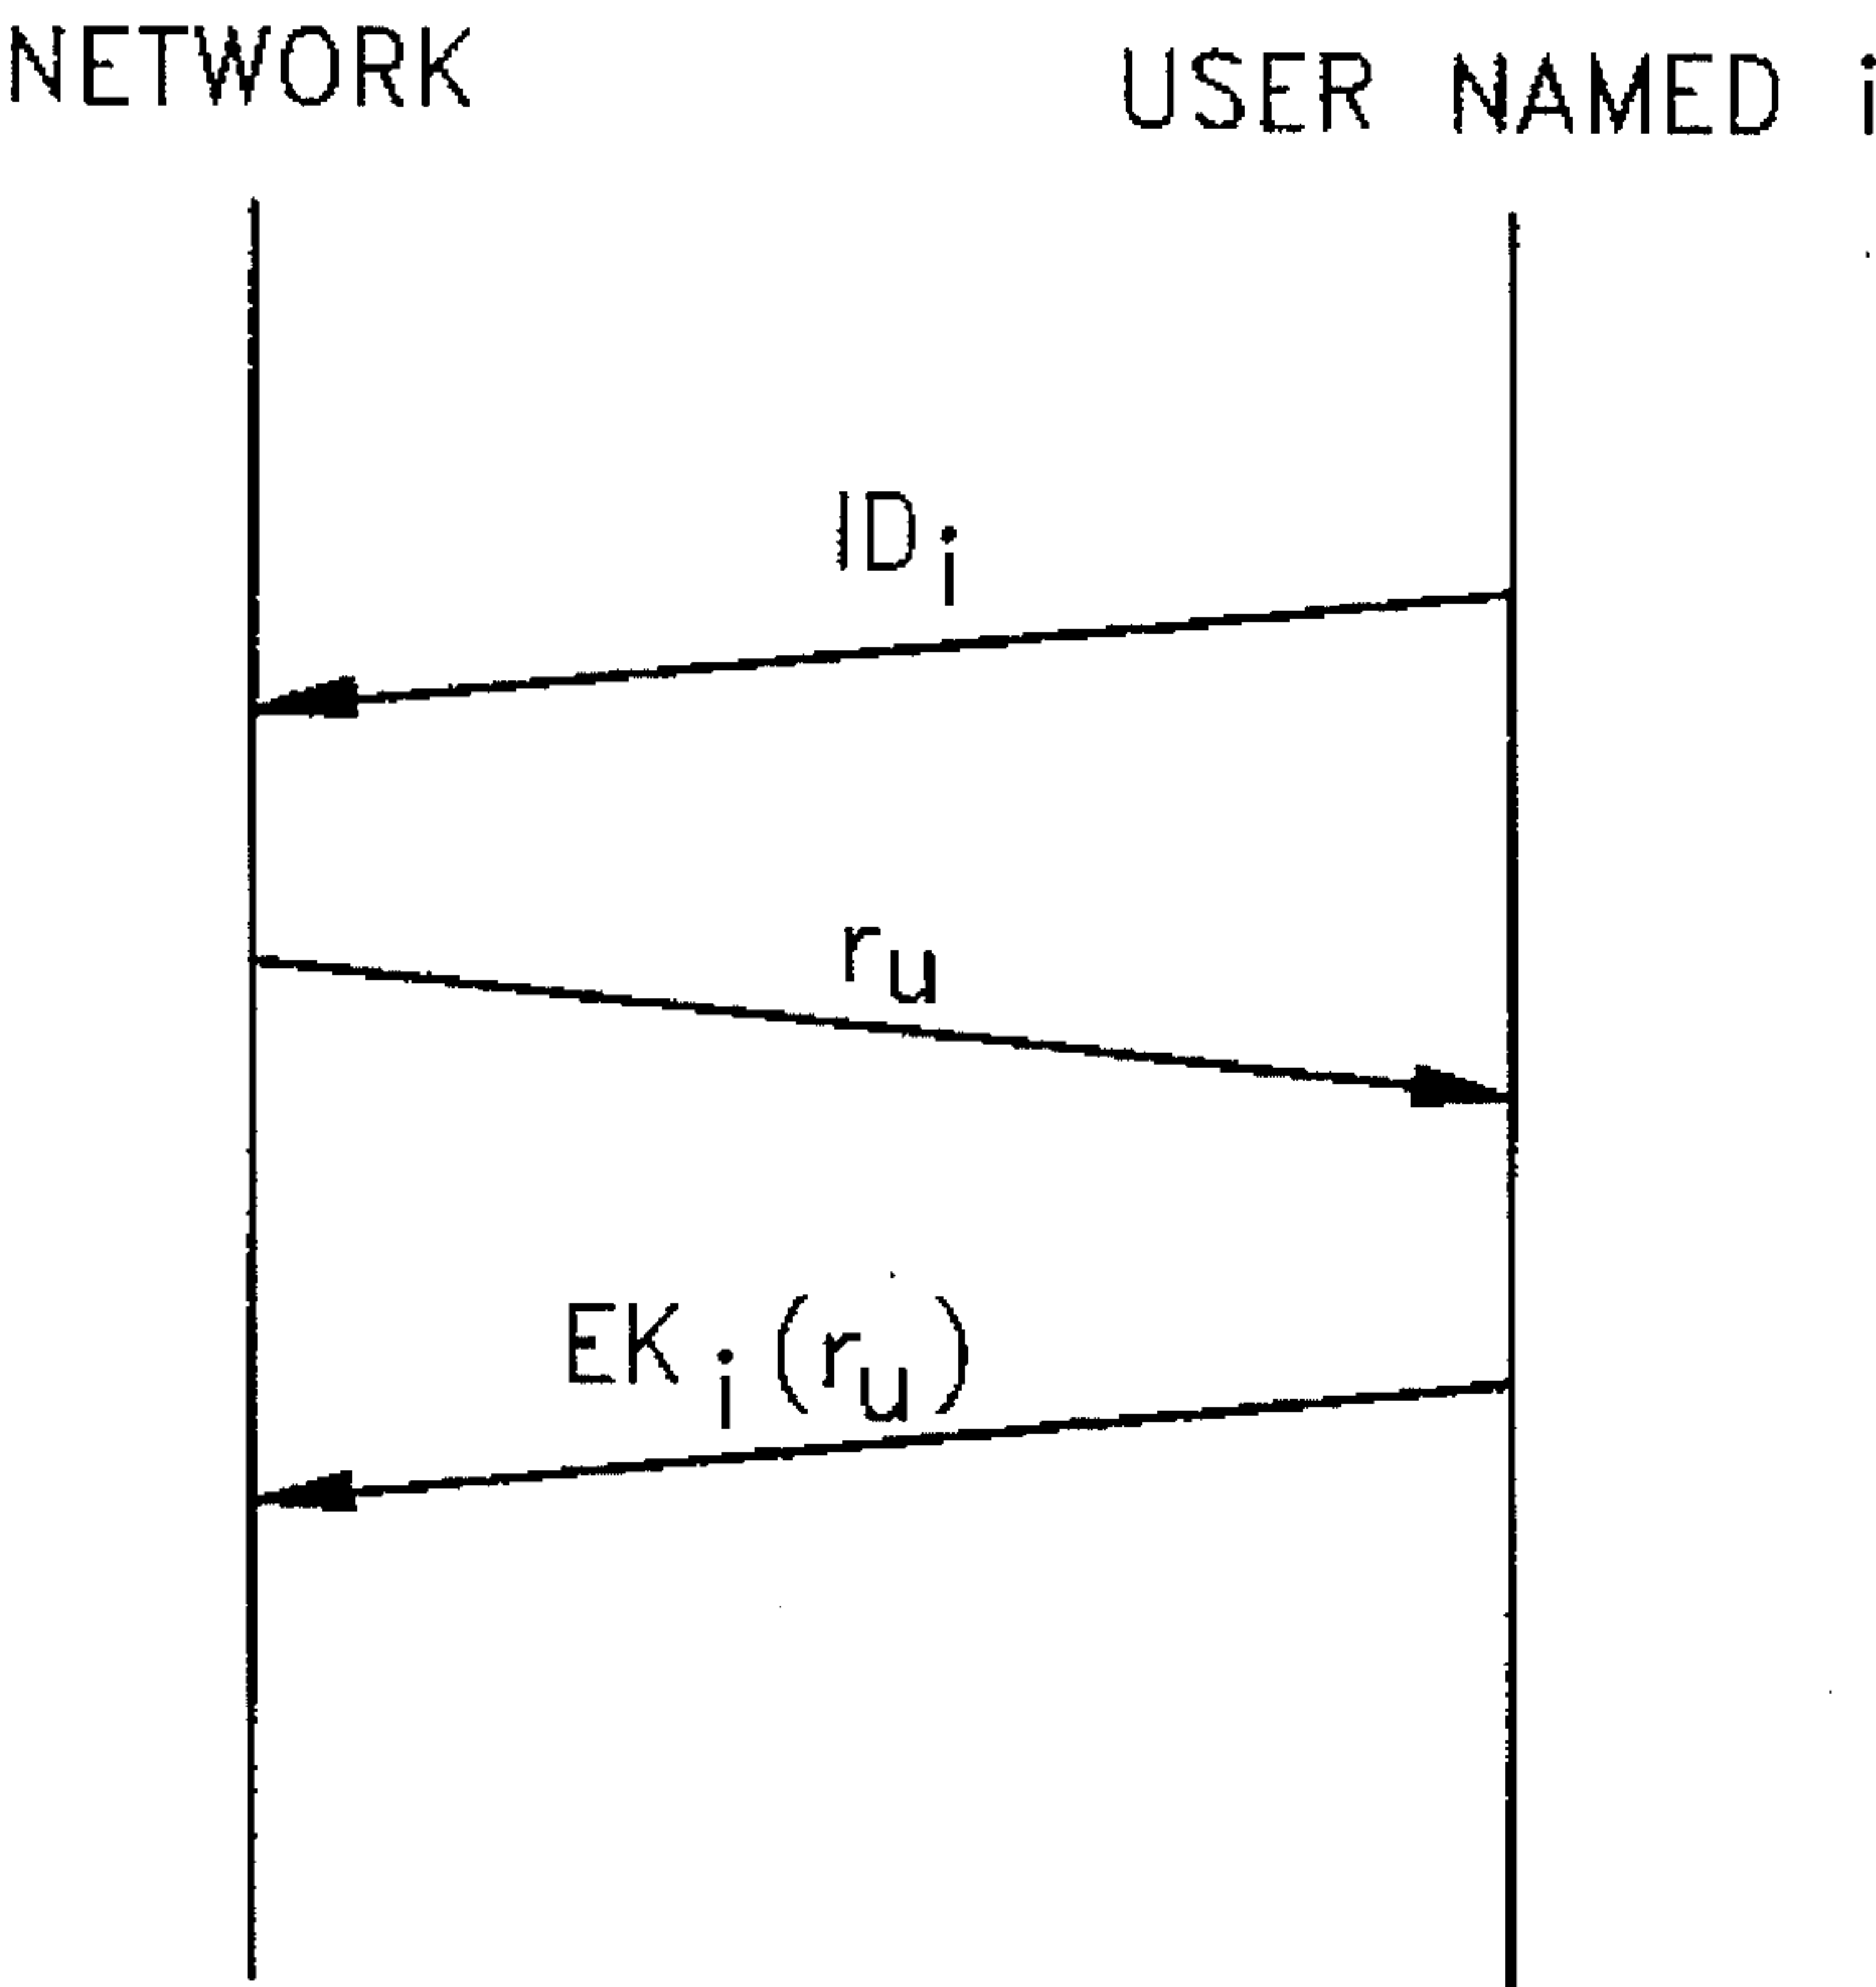 NETWORK
USER NAMED i
IDi
ru
EKi(ru)